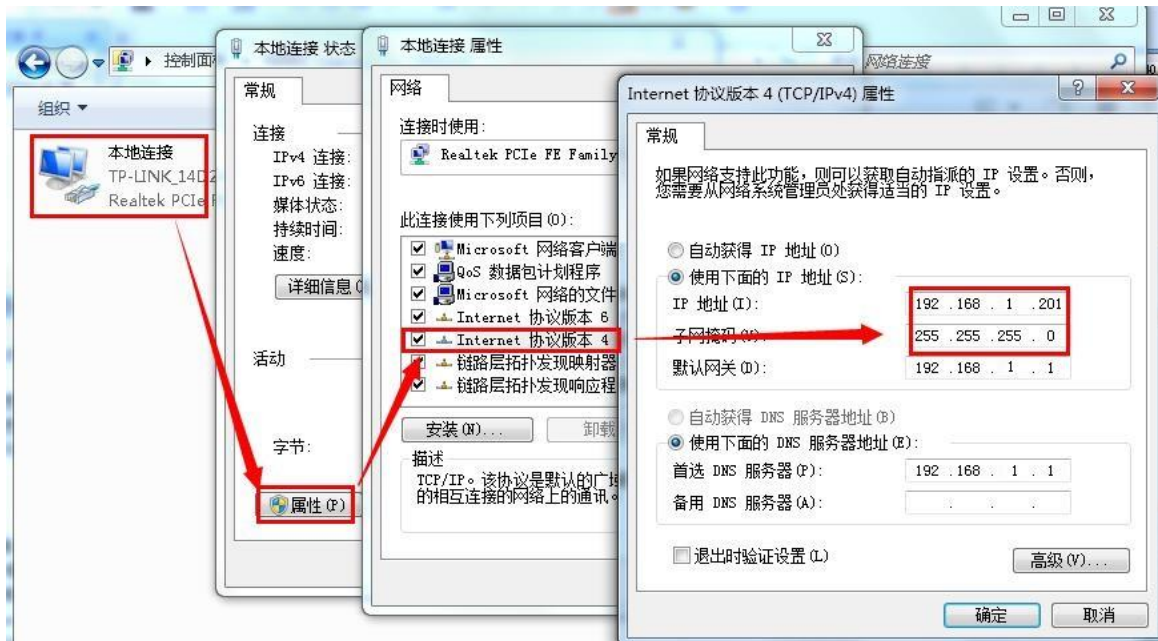 控制面
网络连接
组织
本地连接
TP-LINK_14D2
Realtek PCIe F
本地连接 状态
常规
连接
IPv4 连接:
IPv6 连接:
媒体状态:
持续时间:
速度:
详细信息(
活动
字节:
属性(P)
本地连接 属性
网络
连接时使用:
Realtek PCIe FE Family
此连接使用下列项目(O):
Microsoft 网络客户端
QoS 数据包计划程序
Microsoft 网络的文件
Internet 协议版本 6
Internet 协议版本 4
链路层拓扑发现映射器
链路层拓扑发现响应程
安装(N)...
卸载
描述
TCP/IP。该协议是默认的广域
的相互连接的网络上的通讯。
Internet 协议版本 4 (TCP/IPv4) 属性
常规
如果网络支持此功能，则可以获取自动指派的 IP 设置。否则，
您需要从网络系统管理员处获得适当的 IP 设置。
自动获得 IP 地址(O)
使用下面的 IP 地址(S):
IP 地址(I): 192 .168 . 1 .201
子网掩码(U): 255 .255 .255 . 0
默认网关(D): 192 .168 . 1 . 1
自动获得 DNS 服务器地址(B)
使用下面的 DNS 服务器地址(E):
首选 DNS 服务器(P): 192 .168 . 1 . 1
备用 DNS 服务器(A): . . .
退出时验证设置(L)
高级(V)...
确定
取消